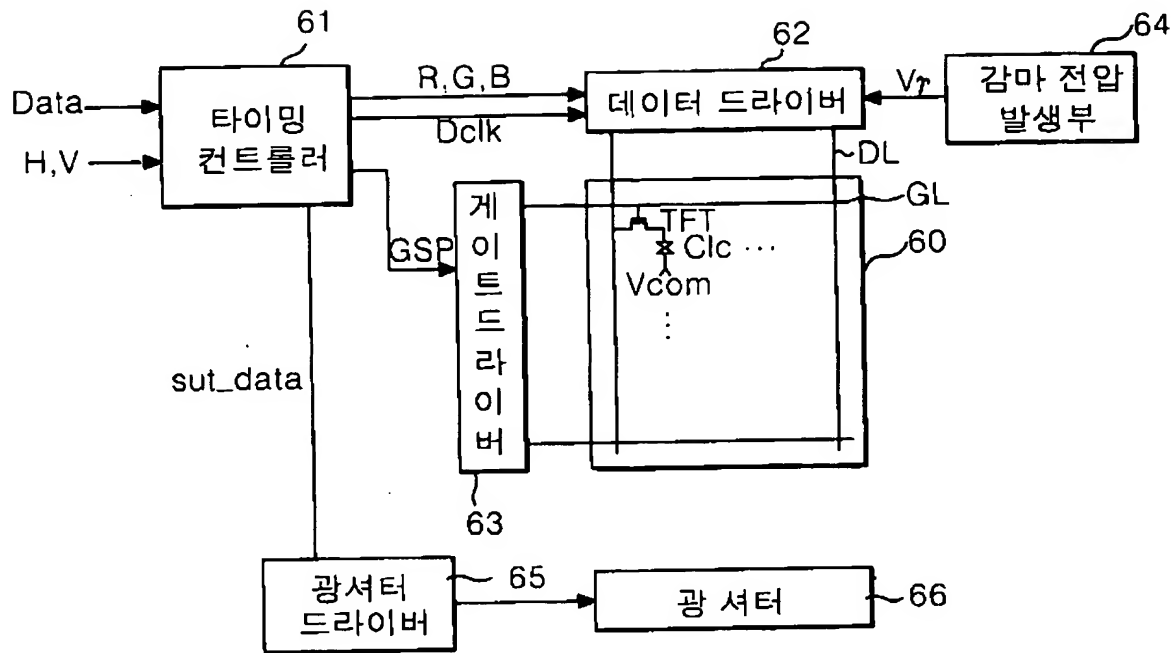 61
62
64
Data
H,V
타이밍
컨트롤러
R,G,B
Dclk
데이터 드라이버
Vγ
감마 전압
발생부
DL
GL
GSP
게이트드라이버
TFT
Clc ...
Vcom
60
sut_data
63
광셔터
드라이버
65
광 셔터
66